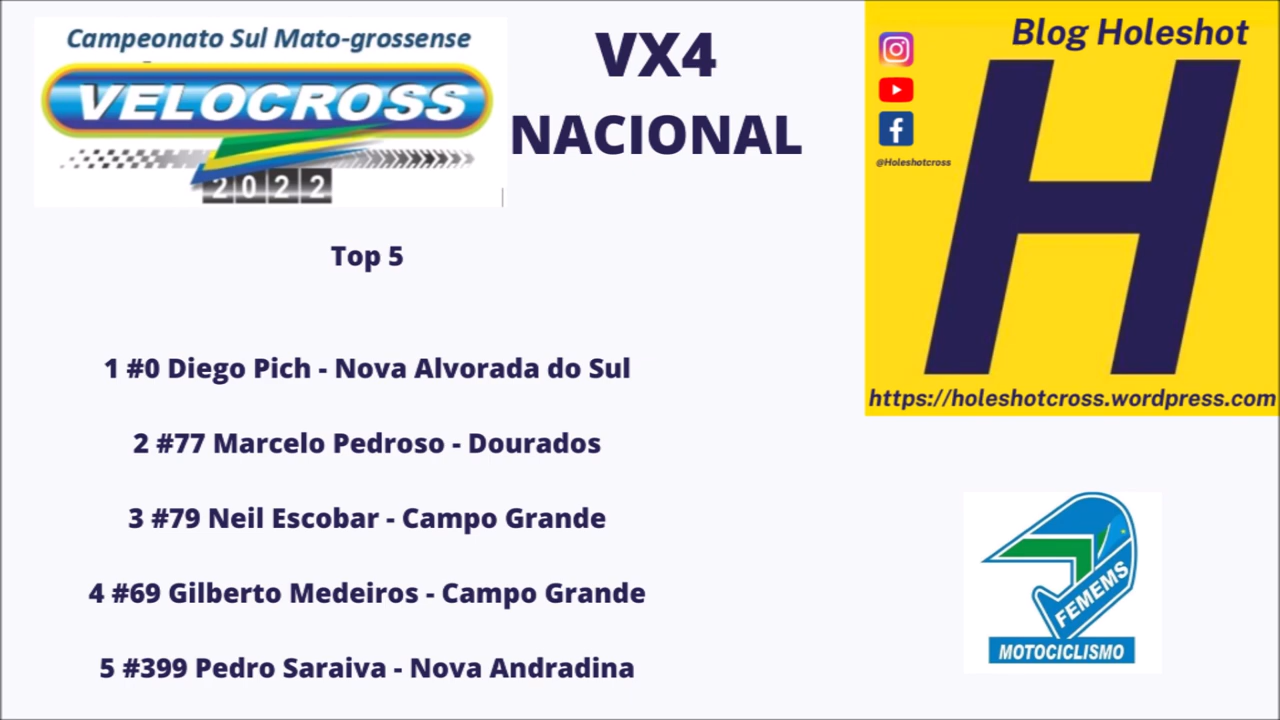 Campeonato Sul Mato-grossense
VELOCROSS
2022
VX4
NACIONAL
Blog Holeshot
@Holeshotcross
H
https://holeshotcross.wordpress.com
Top 5
1 #0 Diego Pich - Nova Alvorada do Sul
2 #77 Marcelo Pedroso - Dourados
3 #79 Neil Escobar - Campo Grande
4 #69 Gilberto Medeiros - Campo Grande
5 #399 Pedro Saraiva - Nova Andradina
FEMEMS
MOTOCICLISMO